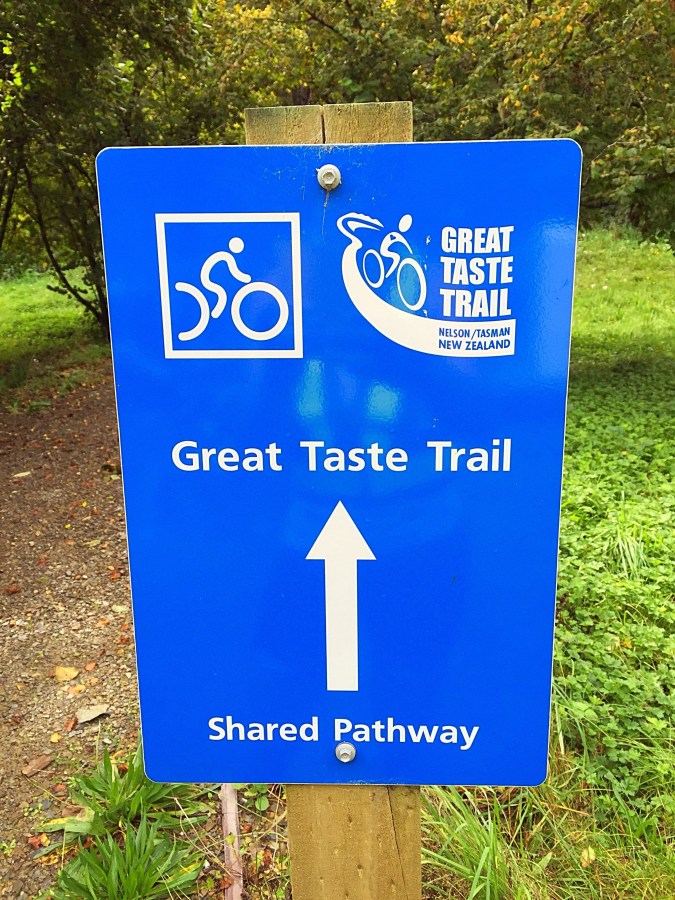 GREAT
TASTE
TRAIL
NELSON/TASMAN
NEW ZEALAND
Great Taste Trail
Shared Pathway